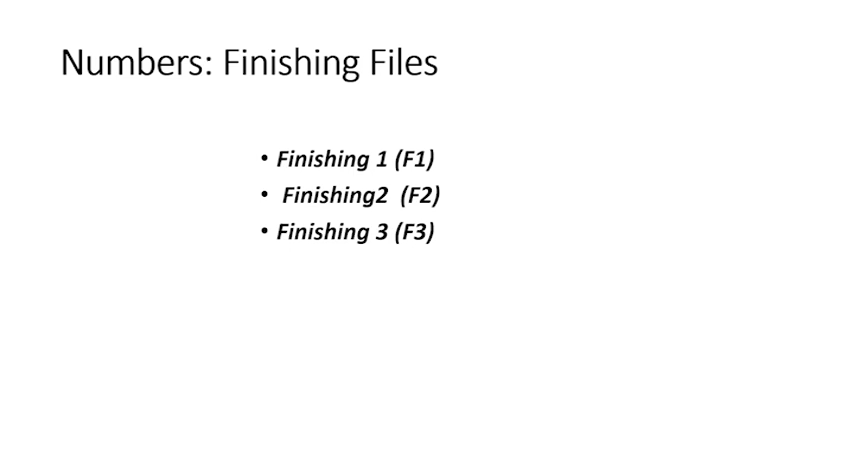 Numbers: Finishing Files
• Finishing 1 (F1)
• Finishing2 (F2)
• Finishing 3 (F3)